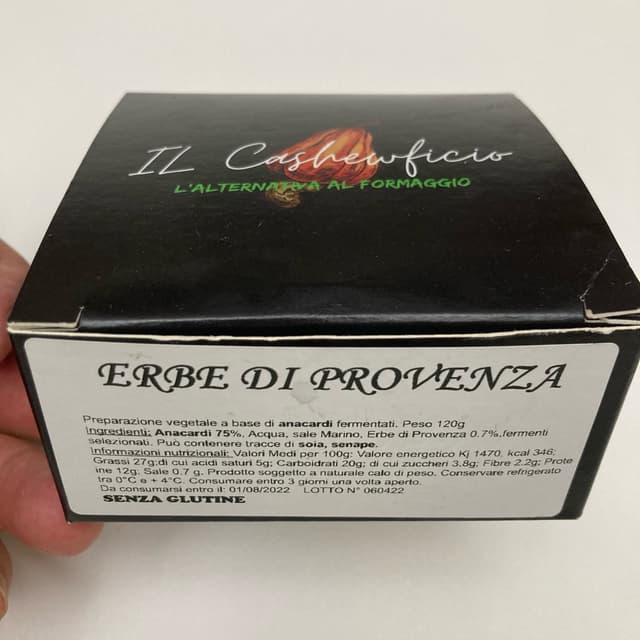 IL Cashewficio
L'ALTERNATIVA AL FORMAGGIO
ERBE DI PROVENZA
Preparazione vegetale a base di anacardi fermentati. Peso 120g
Ingredienti: Anacardi 75%, Acqua, sale Marino, Erbe di Provenza 0.7%,fermenti
selezionati. Può contenere tracce di soia, senape.
Informazioni nutrizionali: Valori Medi per 100g: Valore energetico Kj 1470, kcal 346;
Grassi 27g;di cui acidi saturi 5g; Carboidrati 20g; di cui zuccheri 3.8g; Fibre 2.2g; Prote
ine 12g; Sale 0.7 g. Prodotto soggetto a naturale calo di peso. Conservare refrigerato
tra 0°C e + 4°C. Consumare entro 3 giorni una volta aperto.
Da consumarsi entro il: 01/08/2022 LOTTO N° 060422
SENZA GLUTINE